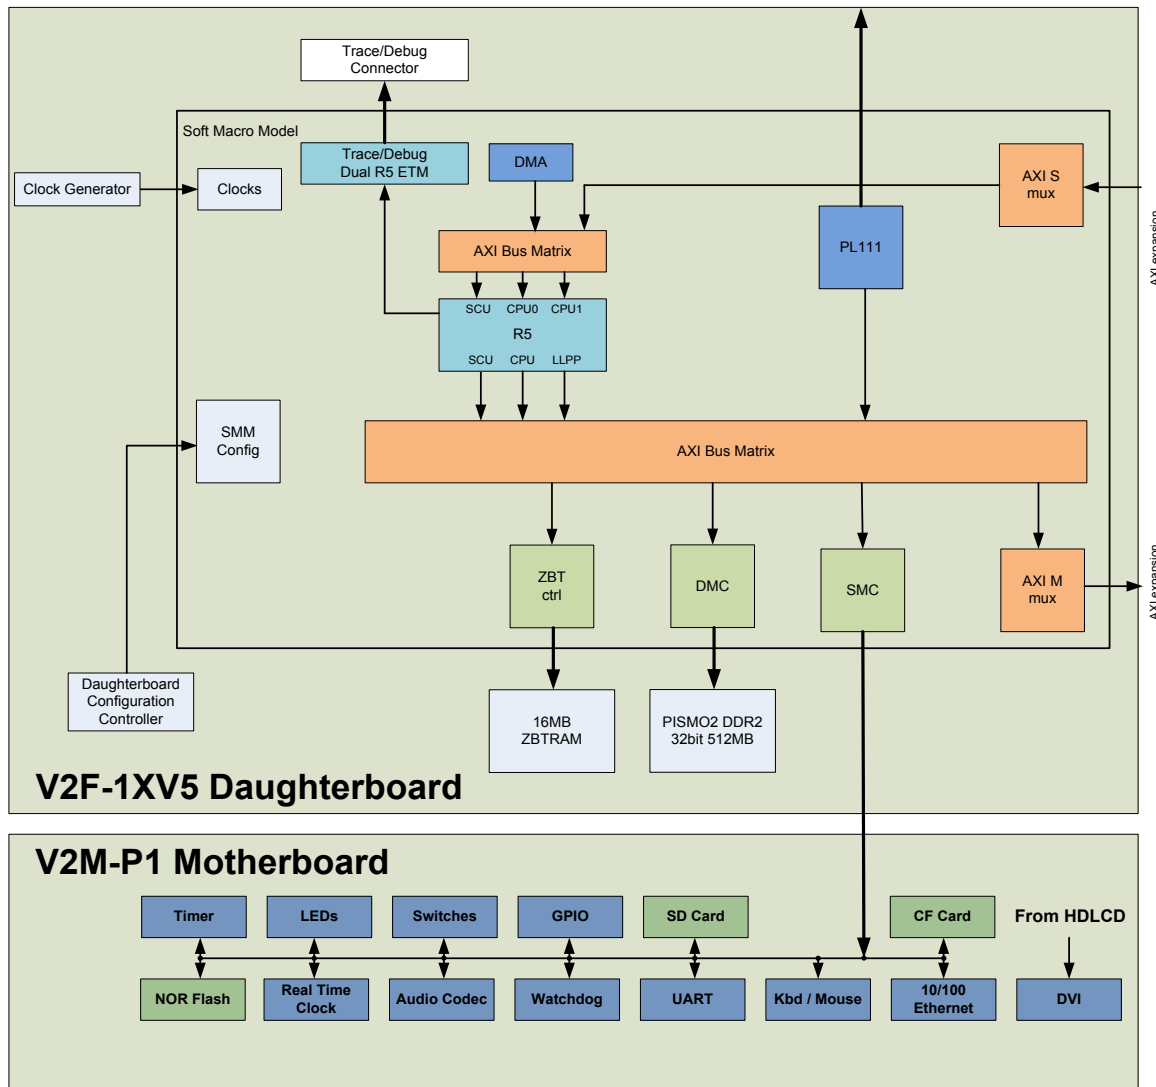 Trace/Debug
Connector
Soft Macro Model
Trace/Debug
Dual R5 ETM
DMA
AXI S
mux
Clock Generator
Clocks
AXI Bus Matrix
PL111
AXI expansion
SCU CPU0 CPU1
R5
SCU CPU LLPP
SMM
Config
AXI Bus Matrix
ZBT
ctrl
DMC
SMC
AXI M
mux
AXI expansion
Daughterboard
Configuration
Controller
16MB
ZBTRAM
PISMO2 DDR2
32bit 512MB
V2F-1XV5 Daughterboard
V2M-P1 Motherboard
Timer
LEDs
Switches
GPIO
SD Card
CF Card
From HDLCD
NOR Flash
Real Time
Clock
Audio Codec
Watchdog
UART
Kbd / Mouse
10/100
Ethernet
DVI